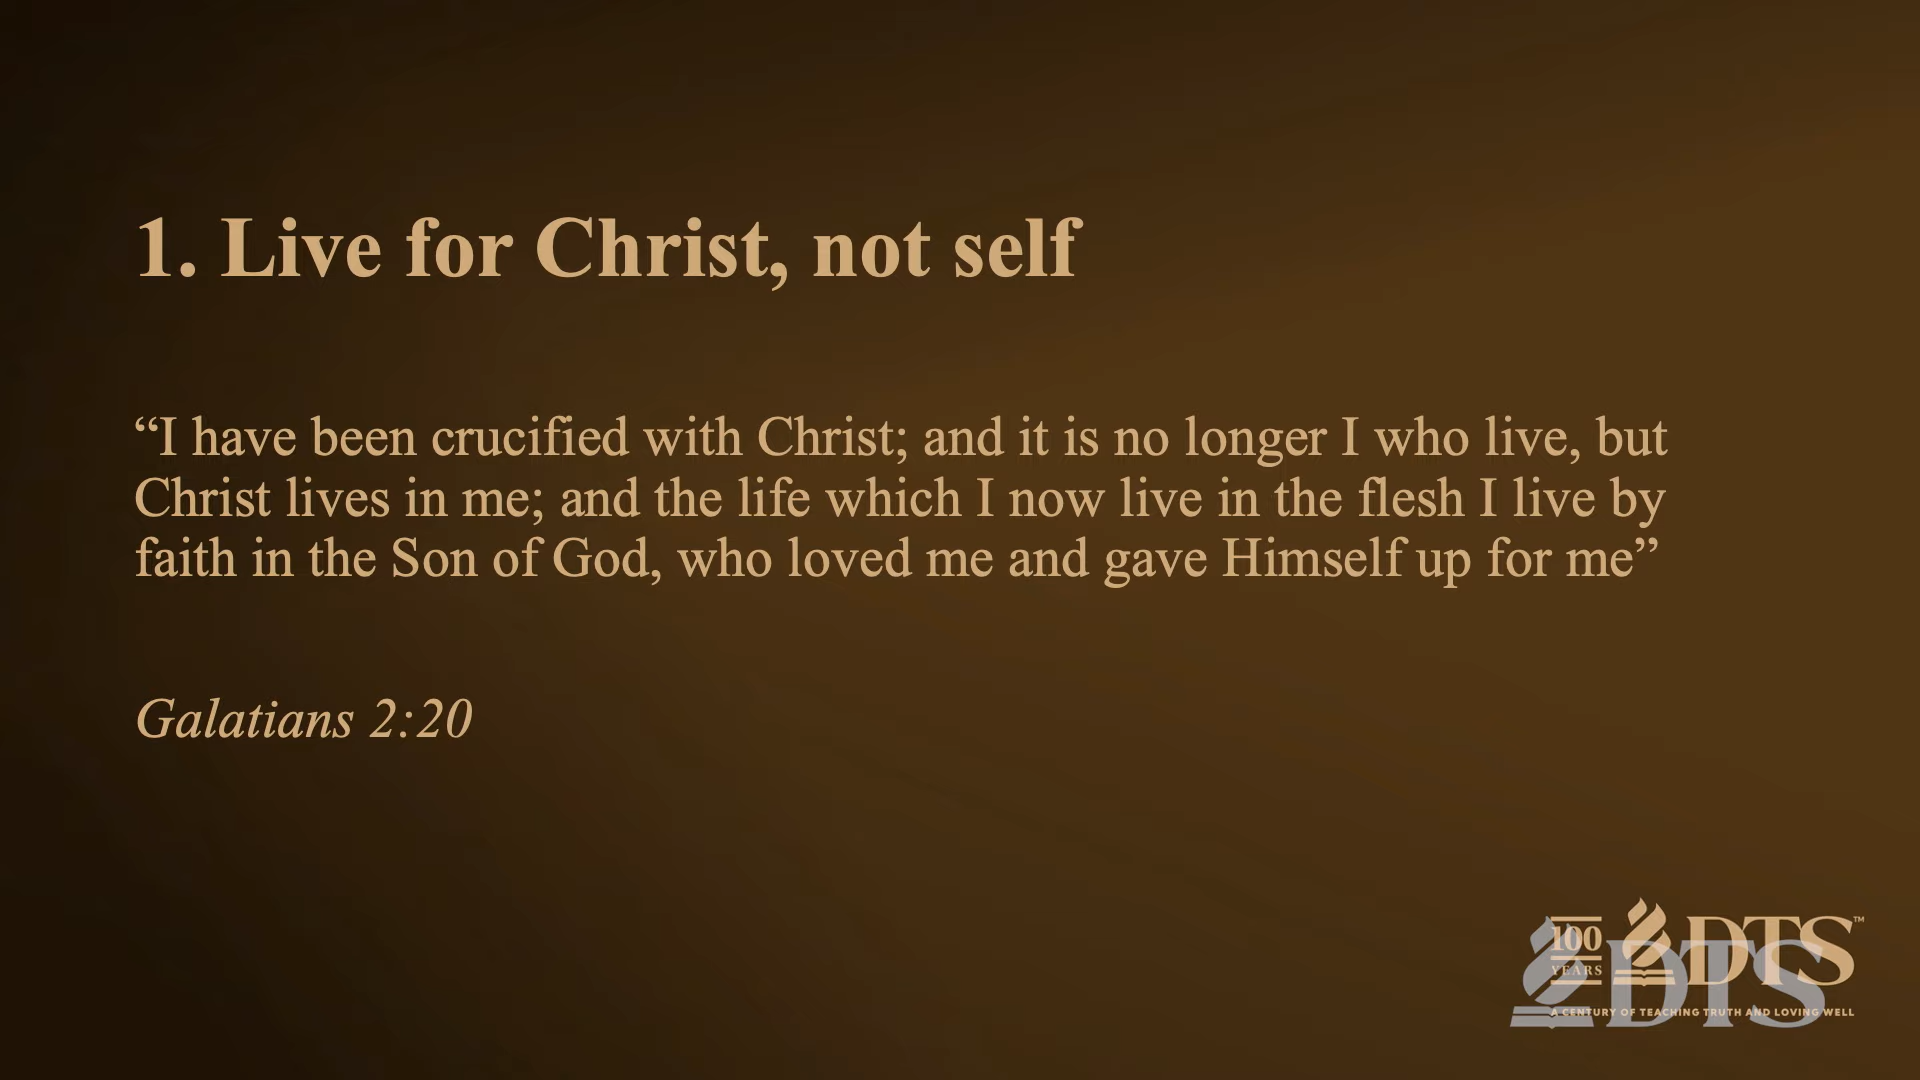 1. Live for Christ, not self
“I have been crucified with Christ; and it is no longer I who live, but
Christ lives in me; and the life which I now live in the flesh I live by
faith in the Son of God, who loved me and gave Himself up for me”
Galatians 2:20
100
YEARS
DTS™
DTS
A CENTURY OF TEACHING TRUTH AND LOVING WELL